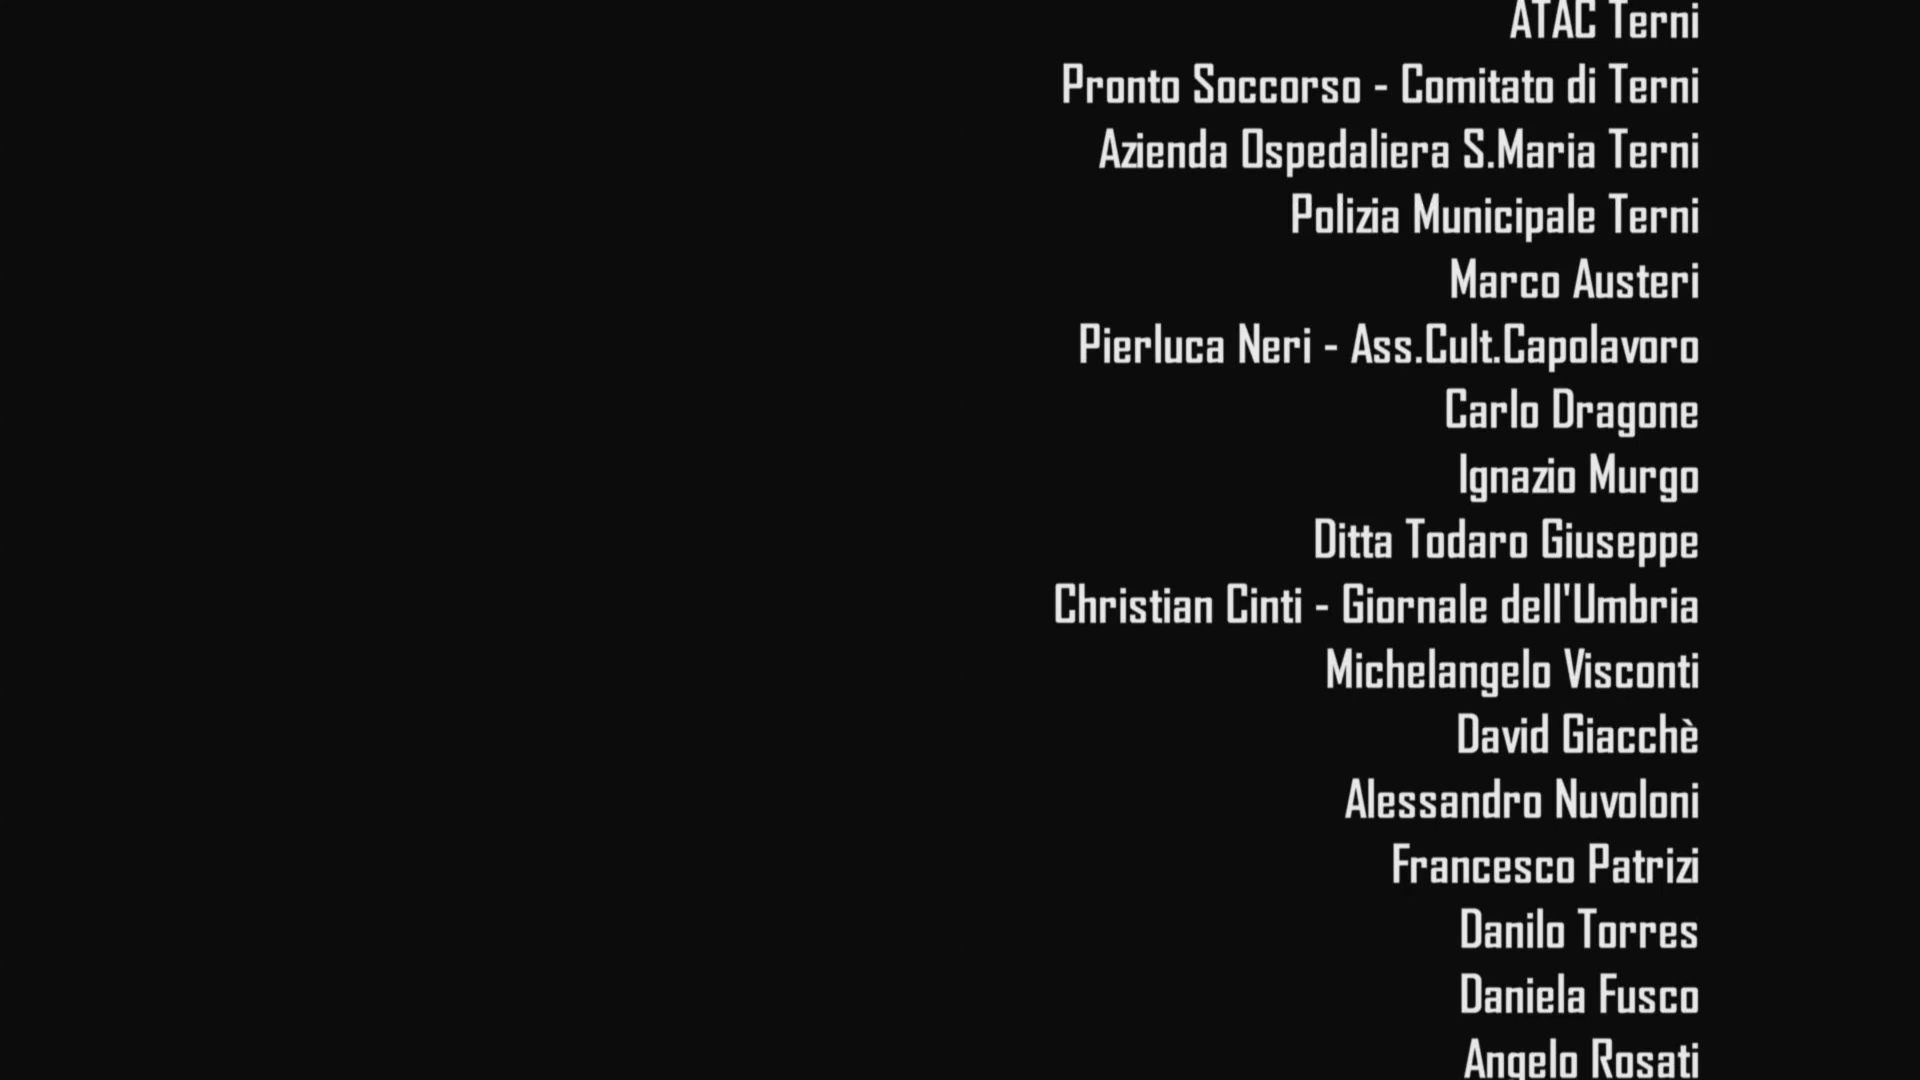 ATAC Terni
Pronto Soccorso - Comitato di Terni
Azienda Ospedaliera S.Maria Terni
Polizia Municipale Terni
Marco Austeri
Pierluca Neri - Ass.Cult.Capolavoro
Carlo Dragone
Ignazio Murgo
Ditta Todaro Giuseppe
Christian Cinti - Giornale dell'Umbria
Michelangelo Visconti
David Giacchè
Alessandro Nuvoloni
Francesco Patrizi
Danilo Torres
Daniela Fusco
Angelo Rosati